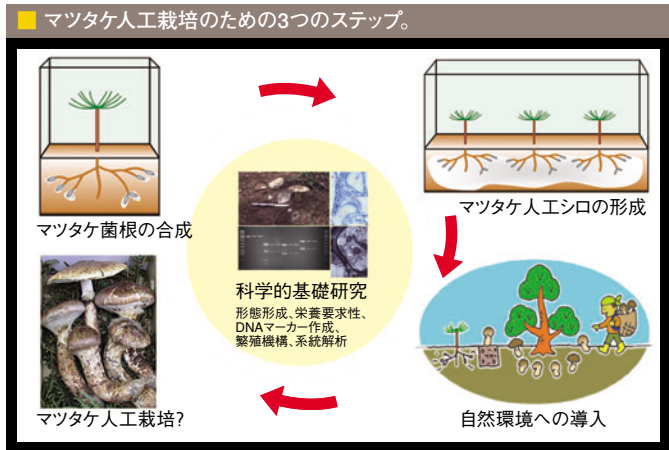 マツタケ人工栽培のための3つのステップ。
マツタケ菌根の合成
マツタケ人工シロの形成
科学的基礎研究
形態形成、栄養要求性、
DNAマーカー作成、
繁殖機構、系統解析
マツタケ人工栽培?
自然環境への導入